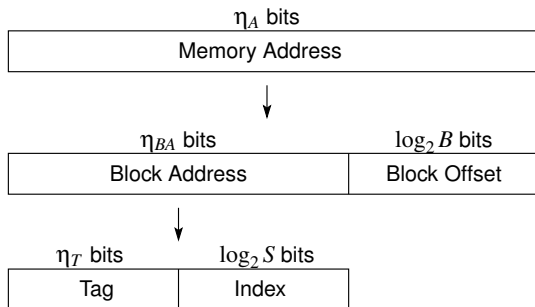 η_A bits
Memory Address
η_BA bits log₂ B bits
Block Address Block Offset
η_T bits log₂ S bits
Tag Index